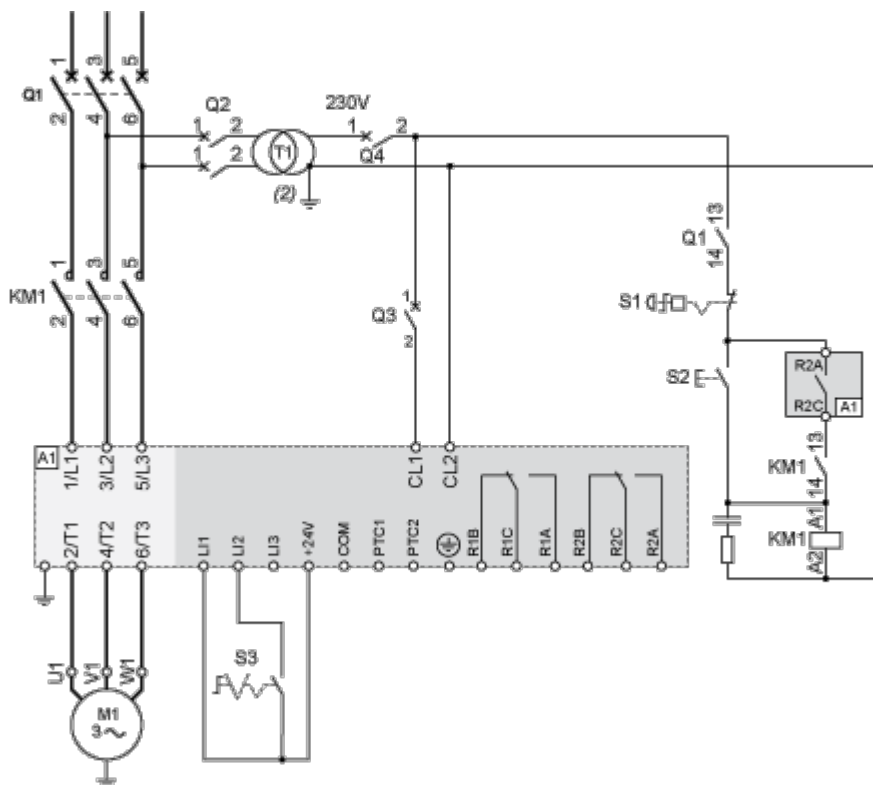 1 3 5
Q1
2 4 6
Q2
1 2
1 2
T1
(2)
230V
1 2
Q4
13
Q1
14
1 3 5
KM1
2 4 6
1
Q3
2
S1
S2
R2A
R2C
A1
13
KM1
14
A1
KM1
A2
A1
1/L1 3/L2 5/L3
CL1 CL2
2/T1 4/T2 6/T3
LI1 LI2 LI3 +24V COM PTC1 PTC2 R1B R1C R1A R2B R2C R2A
S3
U1 V1 W1
M1
3